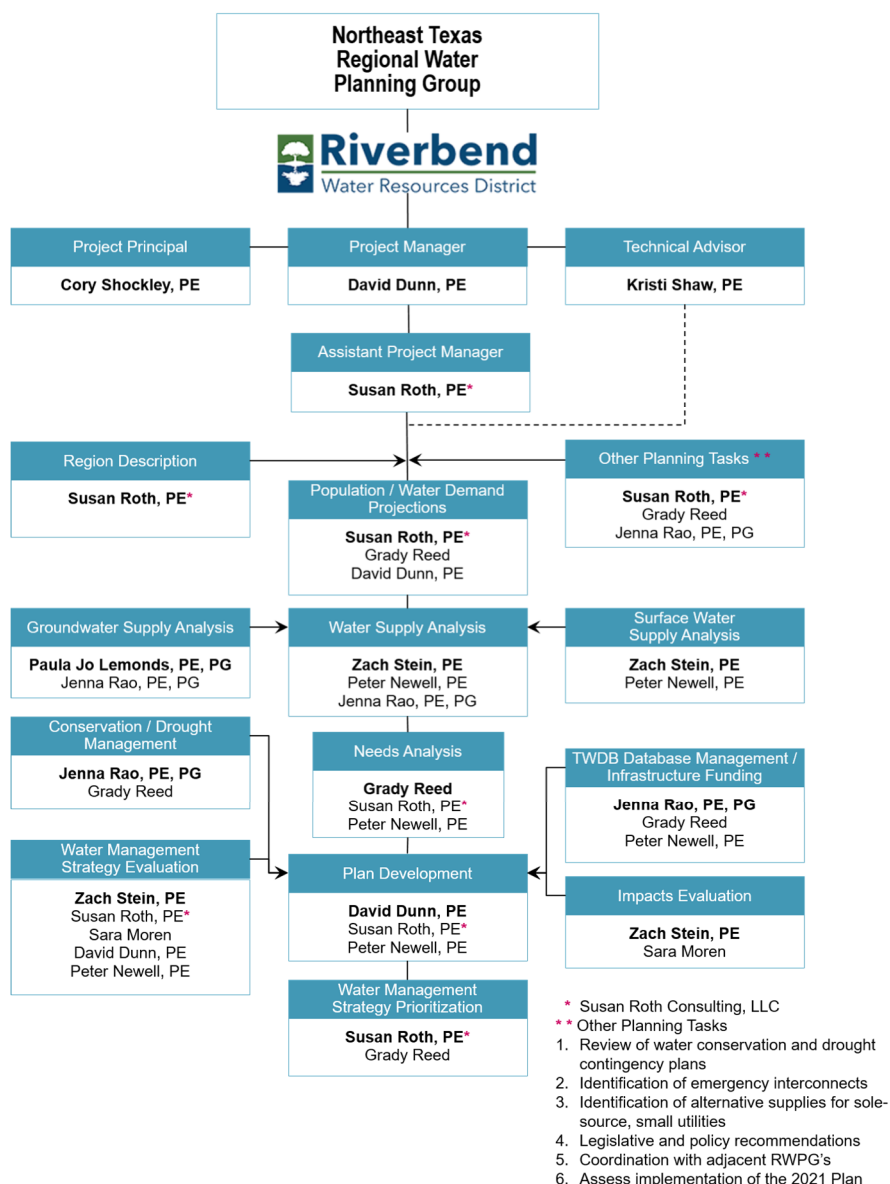 Northeast Texas
Regional Water
Planning Group
Riverbend
Water Resources District
Project Principal
Cory Shockley, PE
Project Manager
David Dunn, PE
Technical Advisor
Kristi Shaw, PE
Assistant Project Manager
Susan Roth, PE*
Region Description
Susan Roth, PE*
Other Planning Tasks **
Susan Roth, PE*
Grady Reed
Jenna Rao, PE, PG
Population / Water Demand
Projections
Susan Roth, PE*
Grady Reed
David Dunn, PE
Groundwater Supply Analysis
Paula Jo Lemonds, PE, PG
Jenna Rao, PE, PG
Water Supply Analysis
Zach Stein, PE
Peter Newell, PE
Jenna Rao, PE, PG
Surface Water
Supply Analysis
Zach Stein, PE
Peter Newell, PE
Conservation / Drought
Management
Jenna Rao, PE, PG
Grady Reed
Needs Analysis
Grady Reed
Susan Roth, PE*
Peter Newell, PE
TWDB Database Management /
Infrastructure Funding
Jenna Rao, PE, PG
Grady Reed
Peter Newell, PE
Water Management
Strategy Evaluation
Zach Stein, PE
Susan Roth, PE*
Sara Moren
David Dunn, PE
Peter Newell, PE
Plan Development
David Dunn, PE
Susan Roth, PE*
Peter Newell, PE
Impacts Evaluation
Zach Stein, PE
Sara Moren
Water Management
Strategy Prioritization
Susan Roth, PE*
Grady Reed
* Susan Roth Consulting, LLC
** Other Planning Tasks
1. Review of water conservation and drought
contingency plans
2. Identification of emergency interconnects
3. Identification of alternative supplies for sole-
source, small utilities
4. Legislative and policy recommendations
5. Coordination with adjacent RWPG's
6. Assess implementation of the 2021 Plan